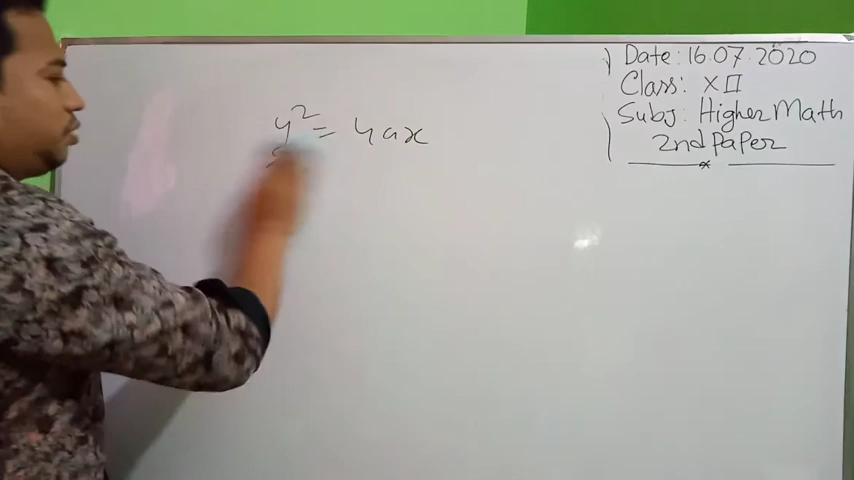 y² = 4ax
Date: 16.07.2020
Class: XII
Subj: Higher Math
2nd Paper